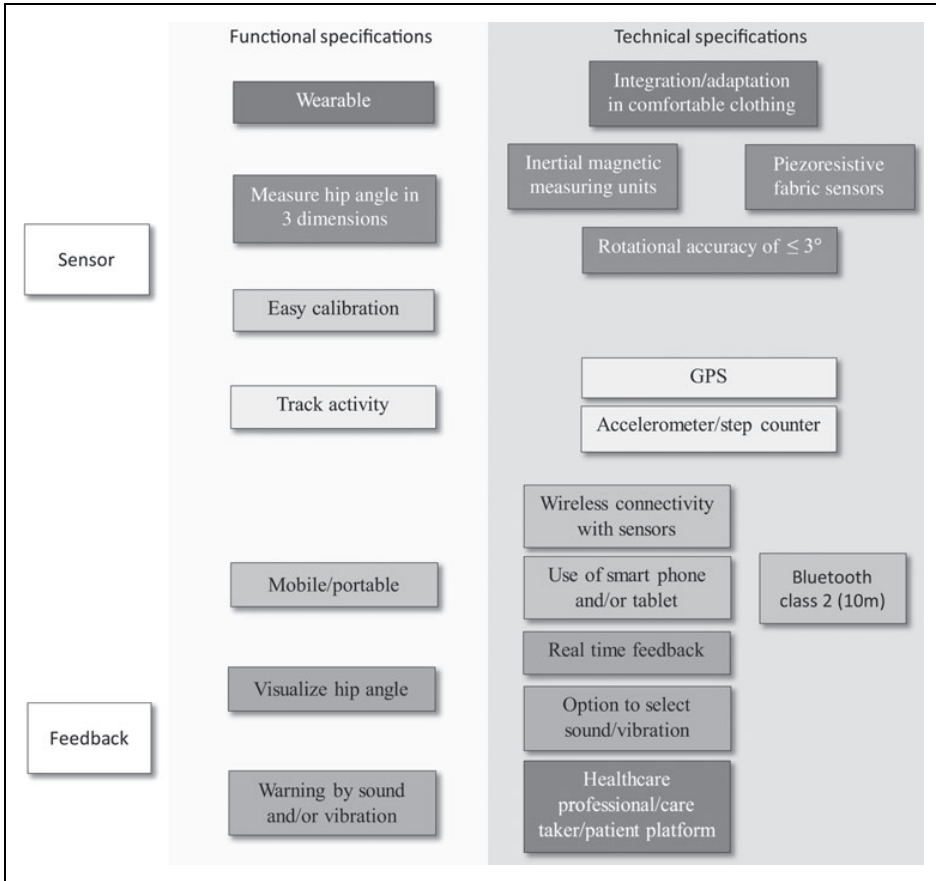 Functional specifications
Technical specifications
Wearable
Integration/adaptation
in comfortable clothing
Inertial magnetic
measuring units
Piezoresistive
fabric sensors
Measure hip angle in
3 dimensions
Rotational accuracy of ≤ 3°
Sensor
Easy calibration
Track activity
GPS
Accelerometer/step counter
Wireless connectivity
with sensors
Mobile/portable
Use of smart phone
and/or tablet
Bluetooth
class 2 (10m)
Real time feedback
Visualize hip angle
Option to select
sound/vibration
Feedback
Warning by sound
and/or vibration
Healthcare
professional/care
taker/patient platform